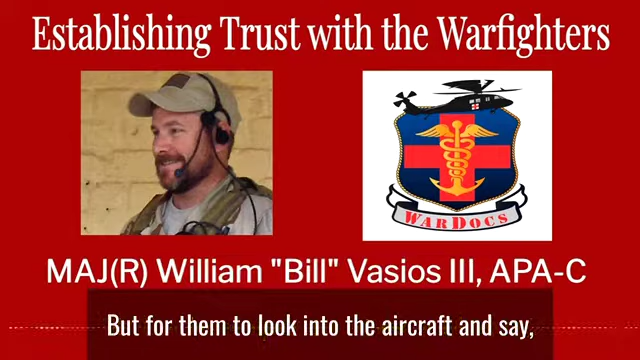 Establishing Trust with the Warfighters
WARDOCS
MAJ(R) William "Bill" Vasios III, APA-C
But for them to look into the aircraft and say,